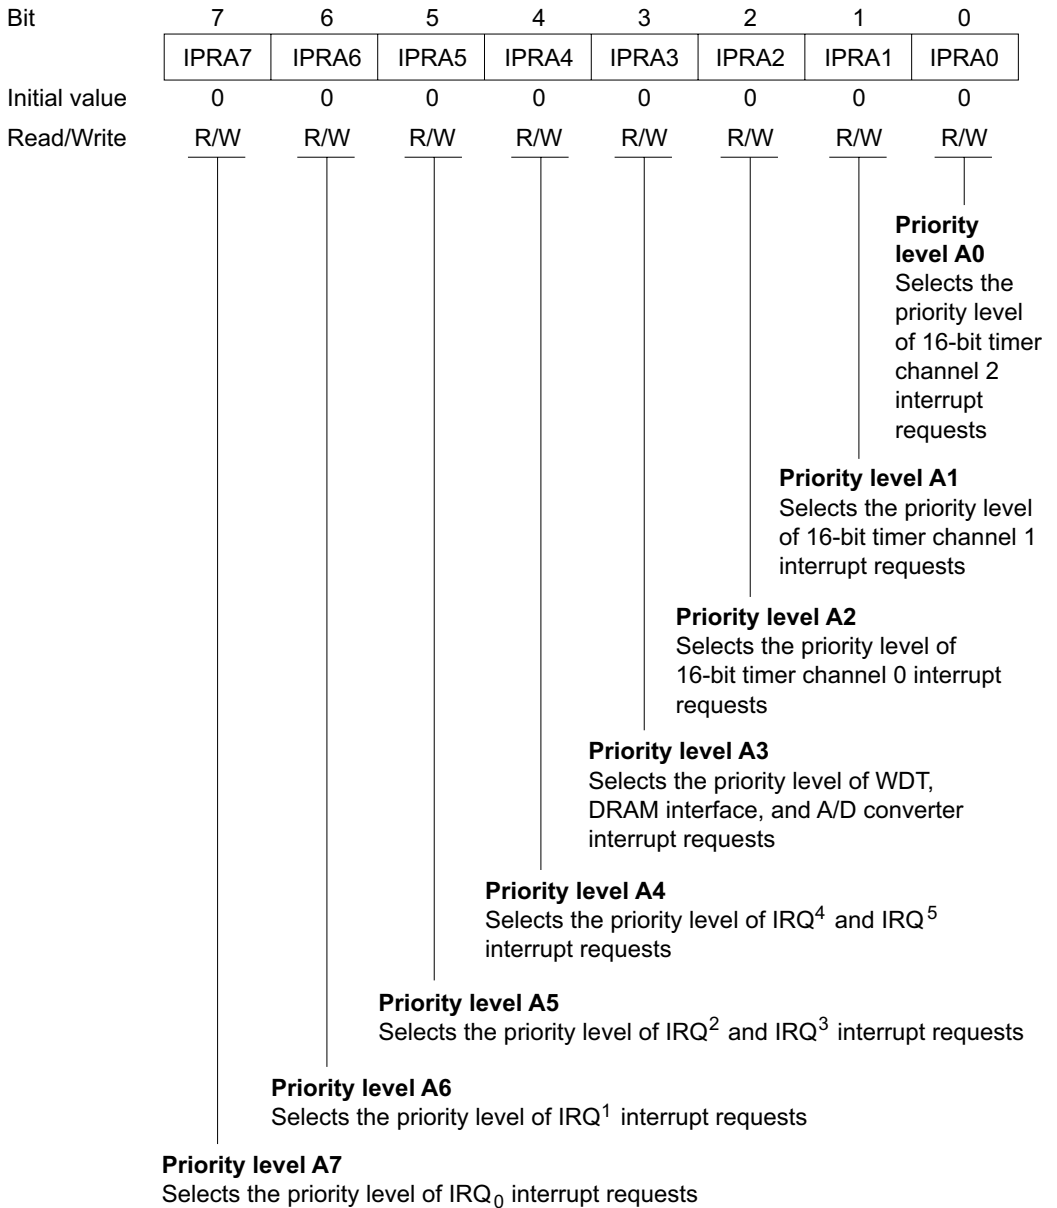 Bit 7 6 5 4 3 2 1 0
IPRA7 IPRA6 IPRA5 IPRA4 IPRA3 IPRA2 IPRA1 IPRA0
Initial value 0 0 0 0 0 0 0 0
Read/Write R/W R/W R/W R/W R/W R/W R/W R/W
Priority
level A0
Selects the
priority level
of 16-bit timer
channel 2
interrupt
requests
Priority level A1
Selects the priority level
of 16-bit timer channel 1
interrupt requests
Priority level A2
Selects the priority level of
16-bit timer channel 0 interrupt
requests
Priority level A3
Selects the priority level of WDT,
DRAM interface, and A/D converter
interrupt requests
Priority level A4
Selects the priority level of IRQ⁴ and IRQ⁵
interrupt requests
Priority level A5
Selects the priority level of IRQ² and IRQ³ interrupt requests
Priority level A6
Selects the priority level of IRQ¹ interrupt requests
Priority level A7
Selects the priority level of IRQ₀ interrupt requests